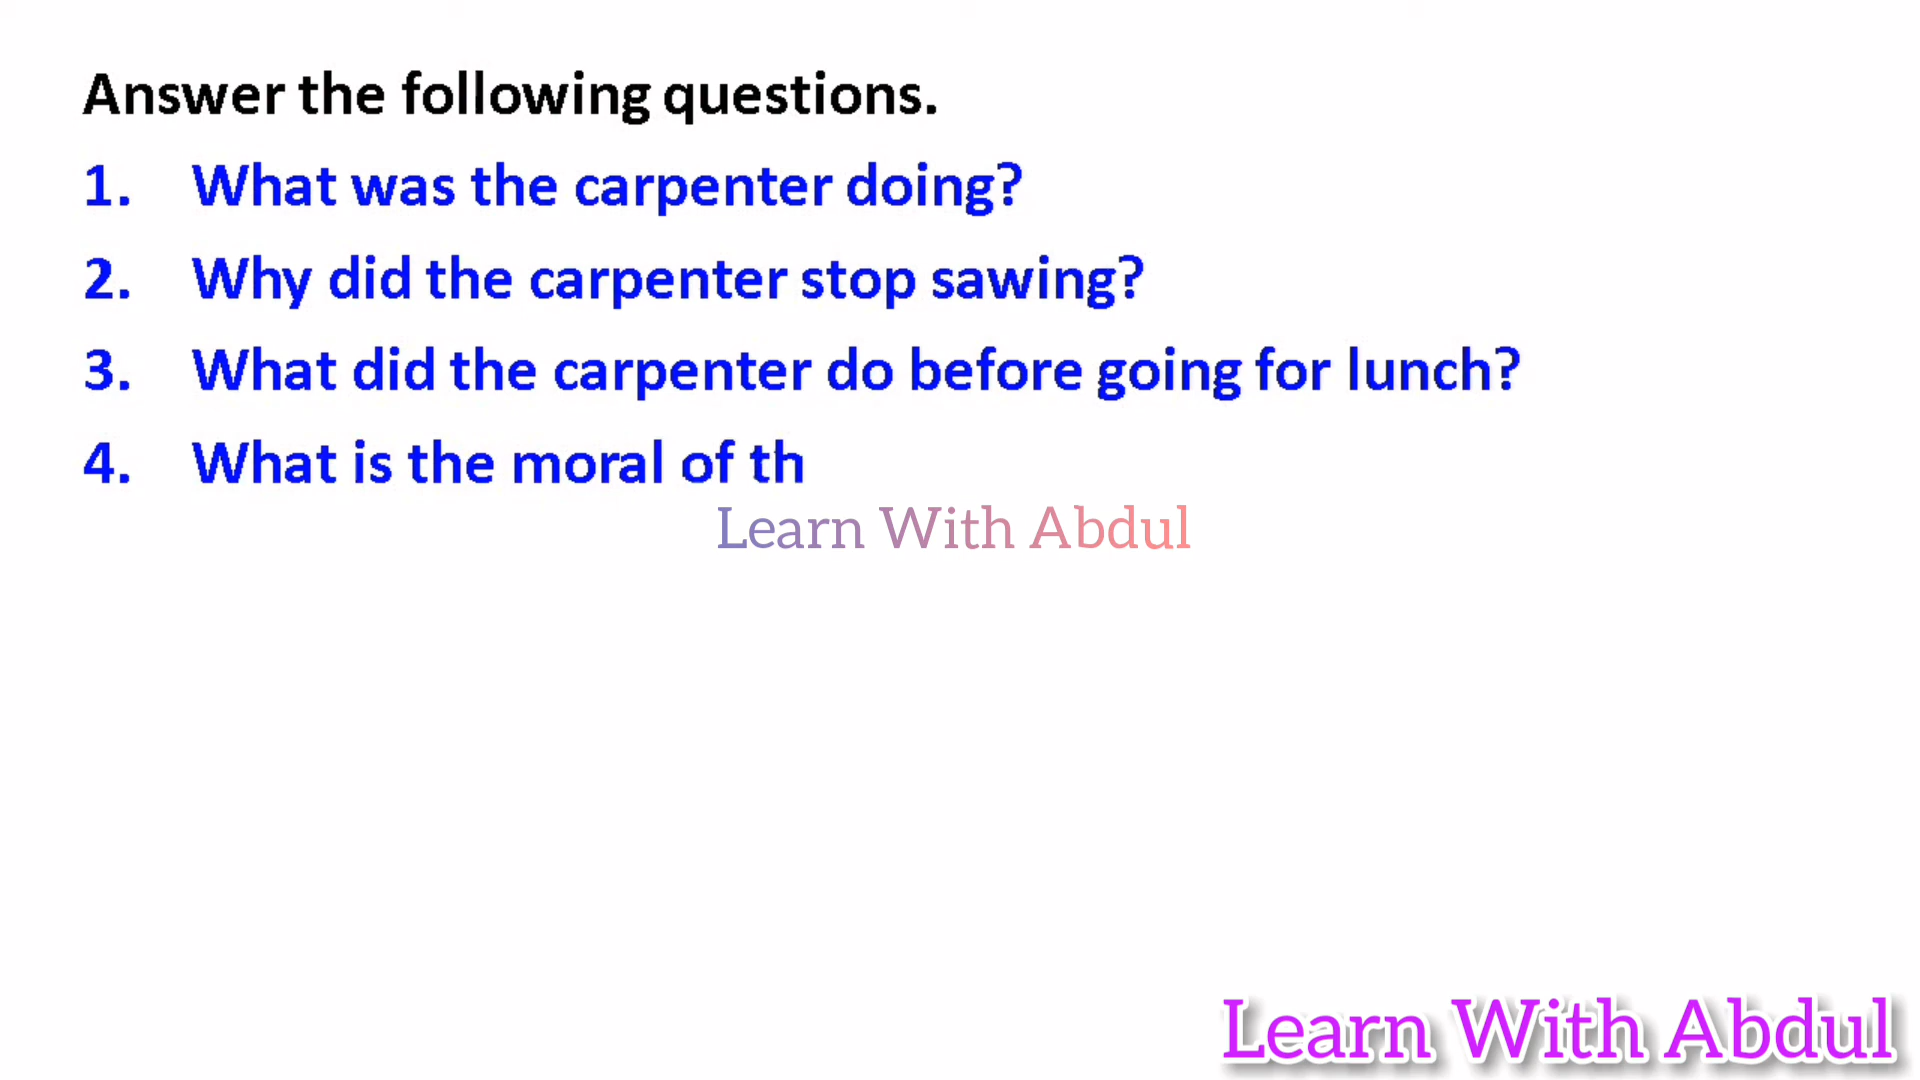 Answer the following questions.
1. What was the carpenter doing?
2. Why did the carpenter stop sawing?
3. What did the carpenter do before going for lunch?
4. What is the moral of th
Learn With Abdul
Learn With Abdul